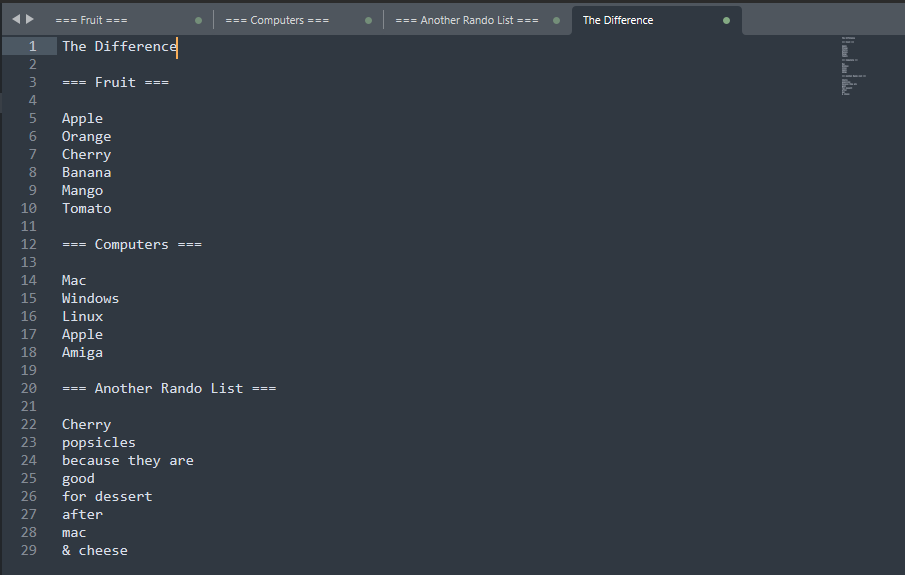 === Fruit === === Computers === === Another Rando List === The Difference
1 The Difference
2
3 === Fruit ===
4
5 Apple
6 Orange
7 Cherry
8 Banana
9 Mango
10 Tomato
11
12 === Computers ===
13
14 Mac
15 Windows
16 Linux
17 Apple
18 Amiga
19
20 === Another Rando List ===
21
22 Cherry
23 popsicles
24 because they are
25 good
26 for dessert
27 after
28 mac
29 & cheese